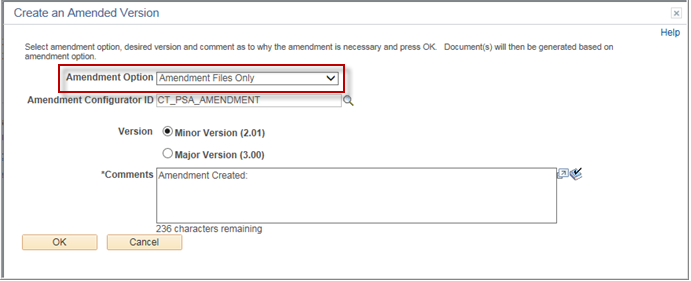 Create an Amended Version
Help
Select amendment option, desired version and comment as to why the amendment is necessary and press OK. Document(s) will then be generated based on
amendment option.
Amendment Option Amendment Files Only
Amendment Configurator ID CT_PSA_AMENDMENT
Version Minor Version (2.01)
Major Version (3.00)
*Comments Amendment Created:
236 characters remaining
OK Cancel